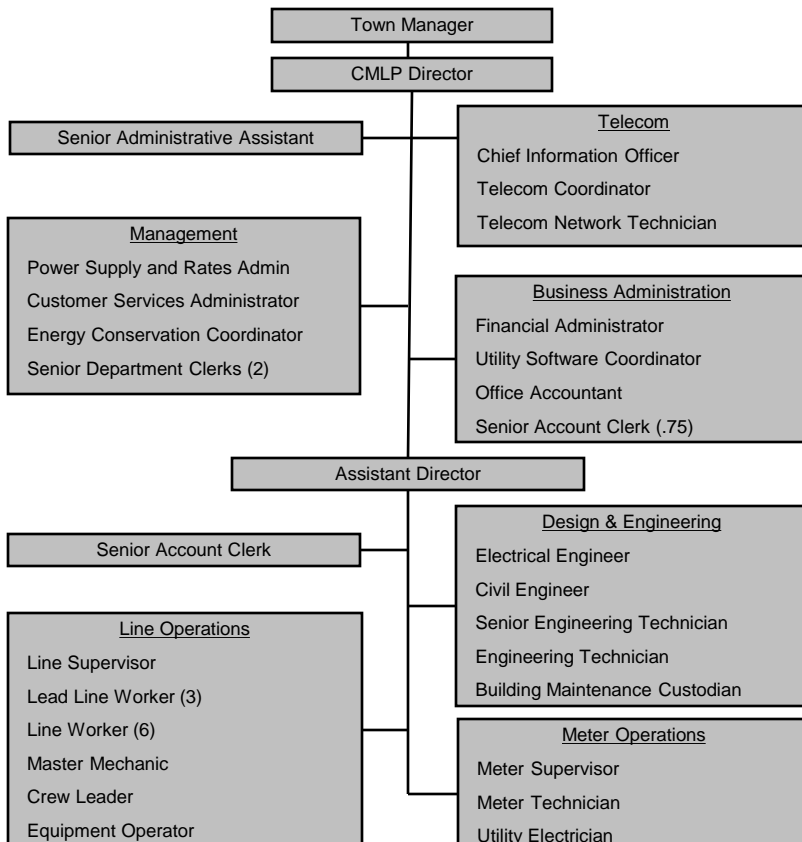 Town Manager
CMLP Director
Senior Administrative Assistant
Telecom
Chief Information Officer
Telecom Coordinator
Telecom Network Technician
Management
Power Supply and Rates Admin
Customer Services Administrator
Energy Conservation Coordinator
Senior Department Clerks (2)
Business Administration
Financial Administrator
Utility Software Coordinator
Office Accountant
Senior Account Clerk (.75)
Assistant Director
Senior Account Clerk
Design & Engineering
Electrical Engineer
Civil Engineer
Senior Engineering Technician
Engineering Technician
Building Maintenance Custodian
Line Operations
Line Supervisor
Lead Line Worker (3)
Line Worker (6)
Master Mechanic
Crew Leader
Equipment Operator
Meter Operations
Meter Supervisor
Meter Technician
Utility Electrician